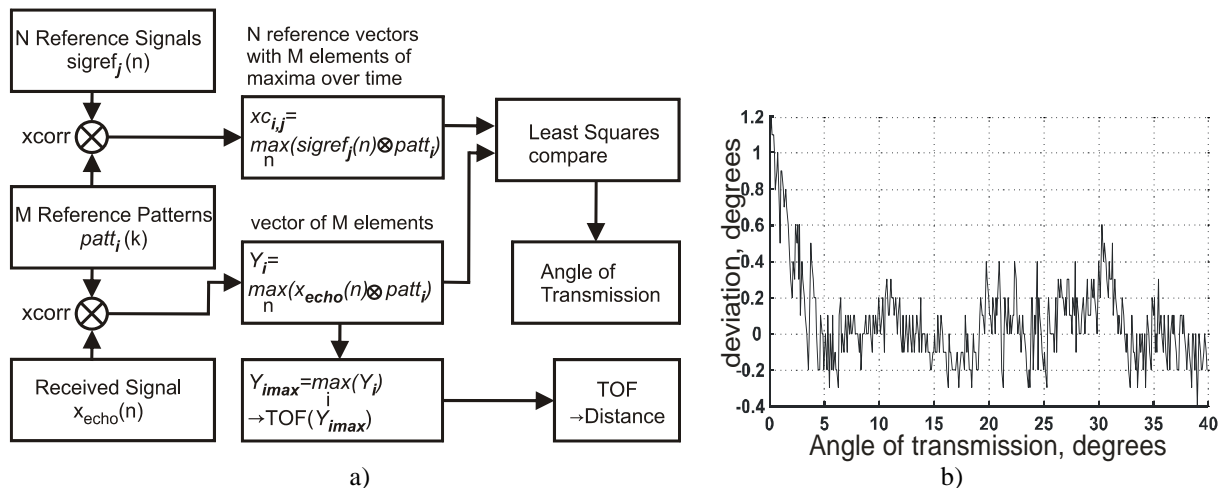 N Reference Signals
sigref_j(n)
xcorr ⊗
M Reference Patterns
patt_i(k)
xcorr ⊗
Received Signal
x_echo(n)
N reference vectors
with M elements of
maxima over time
xc_i,j=
max(sigref_j(n)⊗patt_i)
n
vector of M elements
Y_i=
max(x_echo(n)⊗patt_i)
n
Y_imax=max(Y_i)
i
→TOF(Y_imax)
Least Squares
compare
Angle of
Transmission
TOF
→Distance
a)
deviation, degrees
1.2
1
0.8
0.6
0.4
0.2
0
-0.2
-0.4
0 5 10 15 20 25 30 35 40
Angle of transmission, degrees
b)